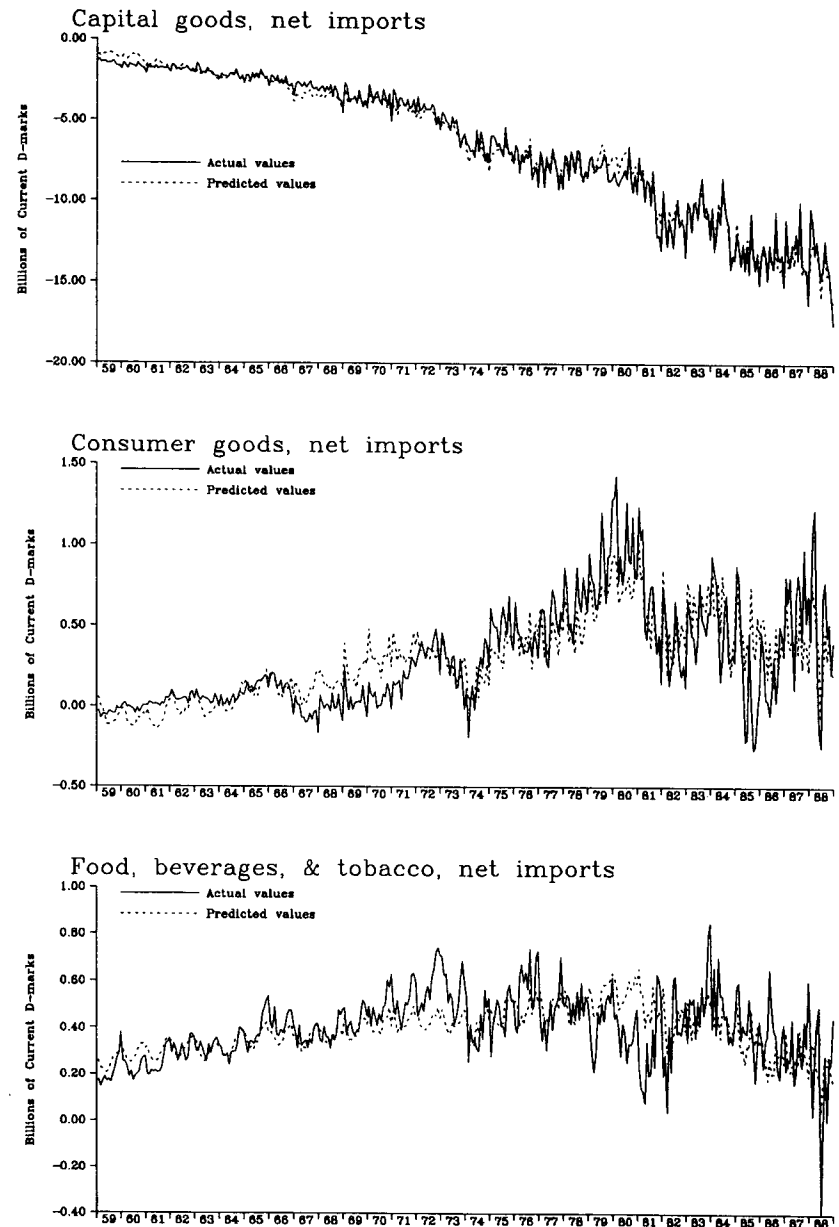 Capital goods, net imports
0.00
-5.00
-10.00
-15.00
-20.00
Billions of Current D-marks
Actual values
Predicted values
59 60 61 62 63 64 65 66 67 68 69 70 71 72 73 74 75 76 77 78 79 80 81 82 83 84 85 86 87 88
Consumer goods, net imports
1.50
1.00
0.50
0.00
-0.50
Billions of Current D-marks
Actual values
Predicted values
59 60 61 62 63 64 65 66 67 68 69 70 71 72 73 74 75 76 77 78 79 80 81 82 83 84 85 86 87 88
Food, beverages, & tobacco, net imports
1.00
0.80
0.60
0.40
0.20
0.00
-0.20
-0.40
Billions of Current D-marks
Actual values
Predicted values
59 60 61 62 63 64 65 66 67 68 69 70 71 72 73 74 75 76 77 78 79 80 81 82 83 84 85 86 87 88